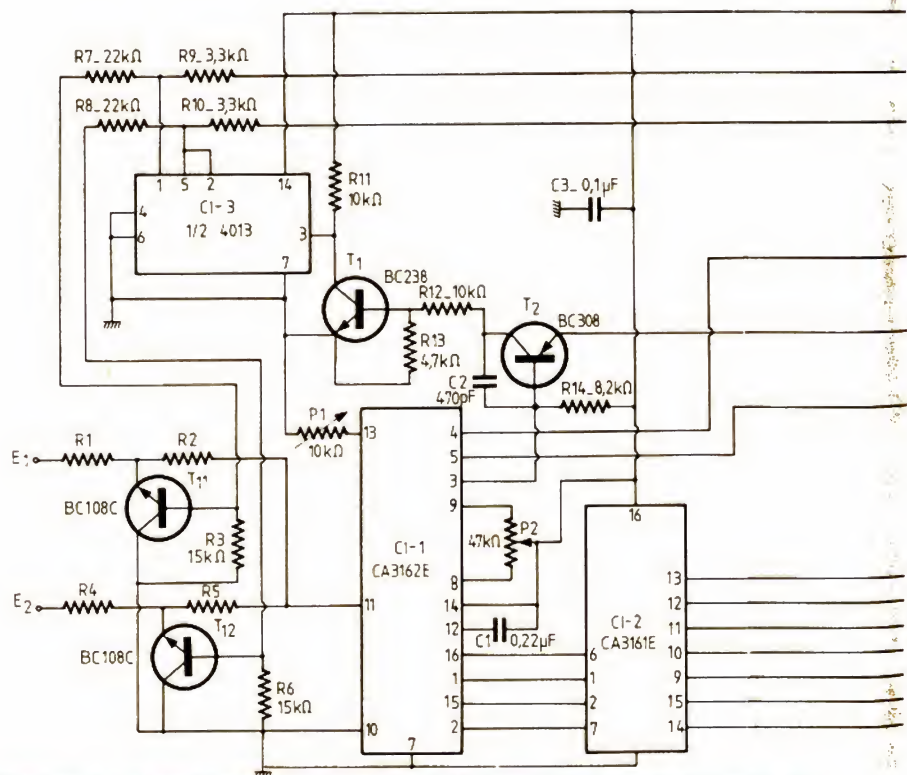 R7_22kΩ R9_3,3kΩ
R8_22kΩ R10_3,3kΩ
1 5 2 14
R11
10kΩ
C3_0,1µF
4
6
CI-3
1/2 4013
3
7
T1
BC238
R12_10kΩ
T2
BC308
R13
4,7kΩ
C2
470pF
R14_8,2kΩ
P1
10kΩ
13
4
5
3
9
E1 R1 R2
T11
BC108C
R3
15kΩ
47kΩ
P2
16
CI-1
CA3162E
8
14
12
C1 0,22µF
E2 R4 R5
11
T12
BC108C
R6
15kΩ
16
1
15
2
10
7
6
1
2
7
CI-2
CA3161E
13
12
11
10
9
15
14